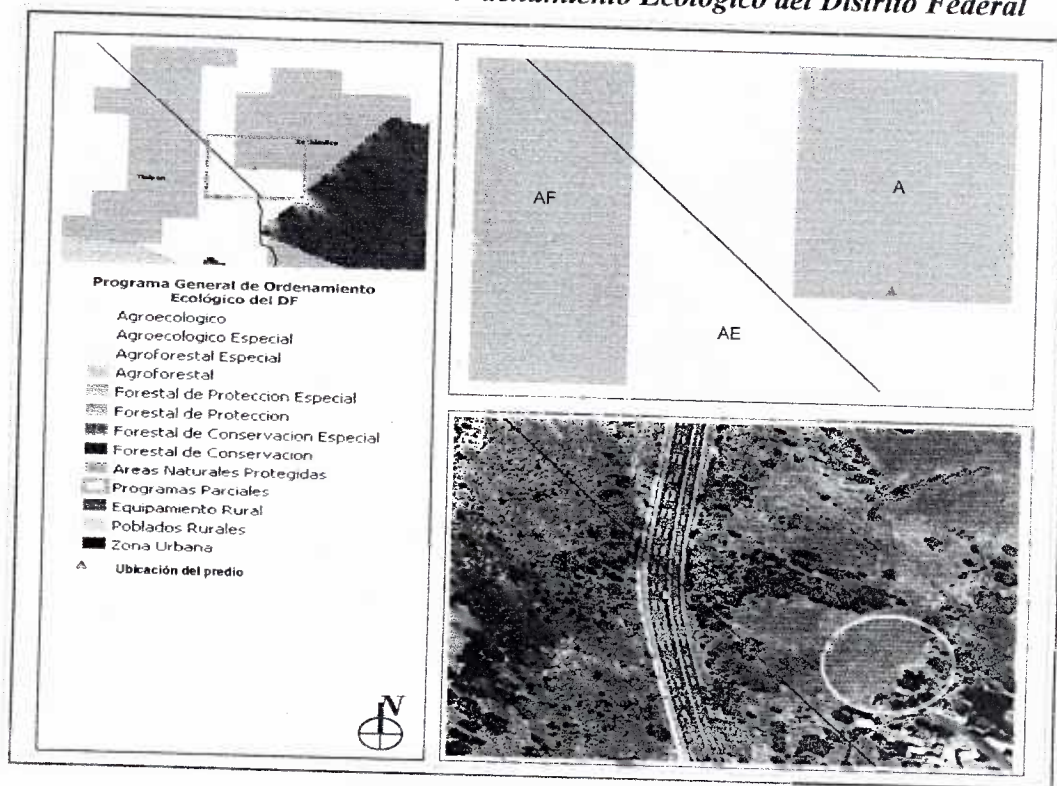 Ecológico del Distrito Federal
Xochimilco
Tlalpan
Programa General de Ordenamiento
Ecológico del DF
Agroecologico
Agroecologico Especial
Agroforestal Especial
Agroforestal
Forestal de Proteccion Especial
Forestal de Proteccion
Forestal de Conservacion Especial
Forestal de Conservacion
Areas Naturales Protegidas
Programas Parciales
Equipamiento Rural
Poblados Rurales
Zona Urbana
Ubicación del predio
N
AF
A
AE